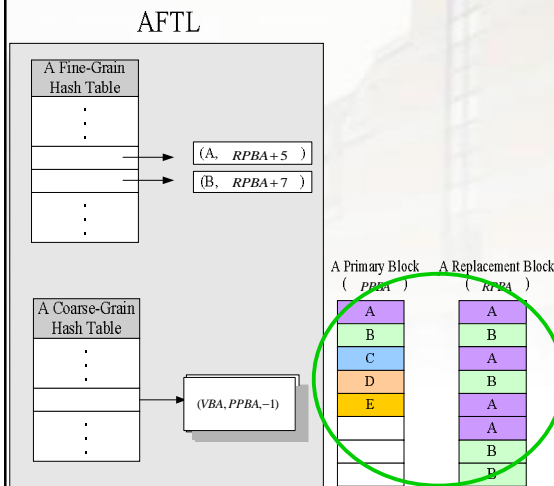 AFTL
A Fine-Grain
Hash Table
(A, RPBA+5 )
(B, RPBA+7 )
A Coarse-Grain
Hash Table
(VBA,PPBA,−1)
A Primary Block
( PPBA )
A
B
C
D
E
A Replacement Block
( RPBA )
A
B
A
B
A
A
B
B